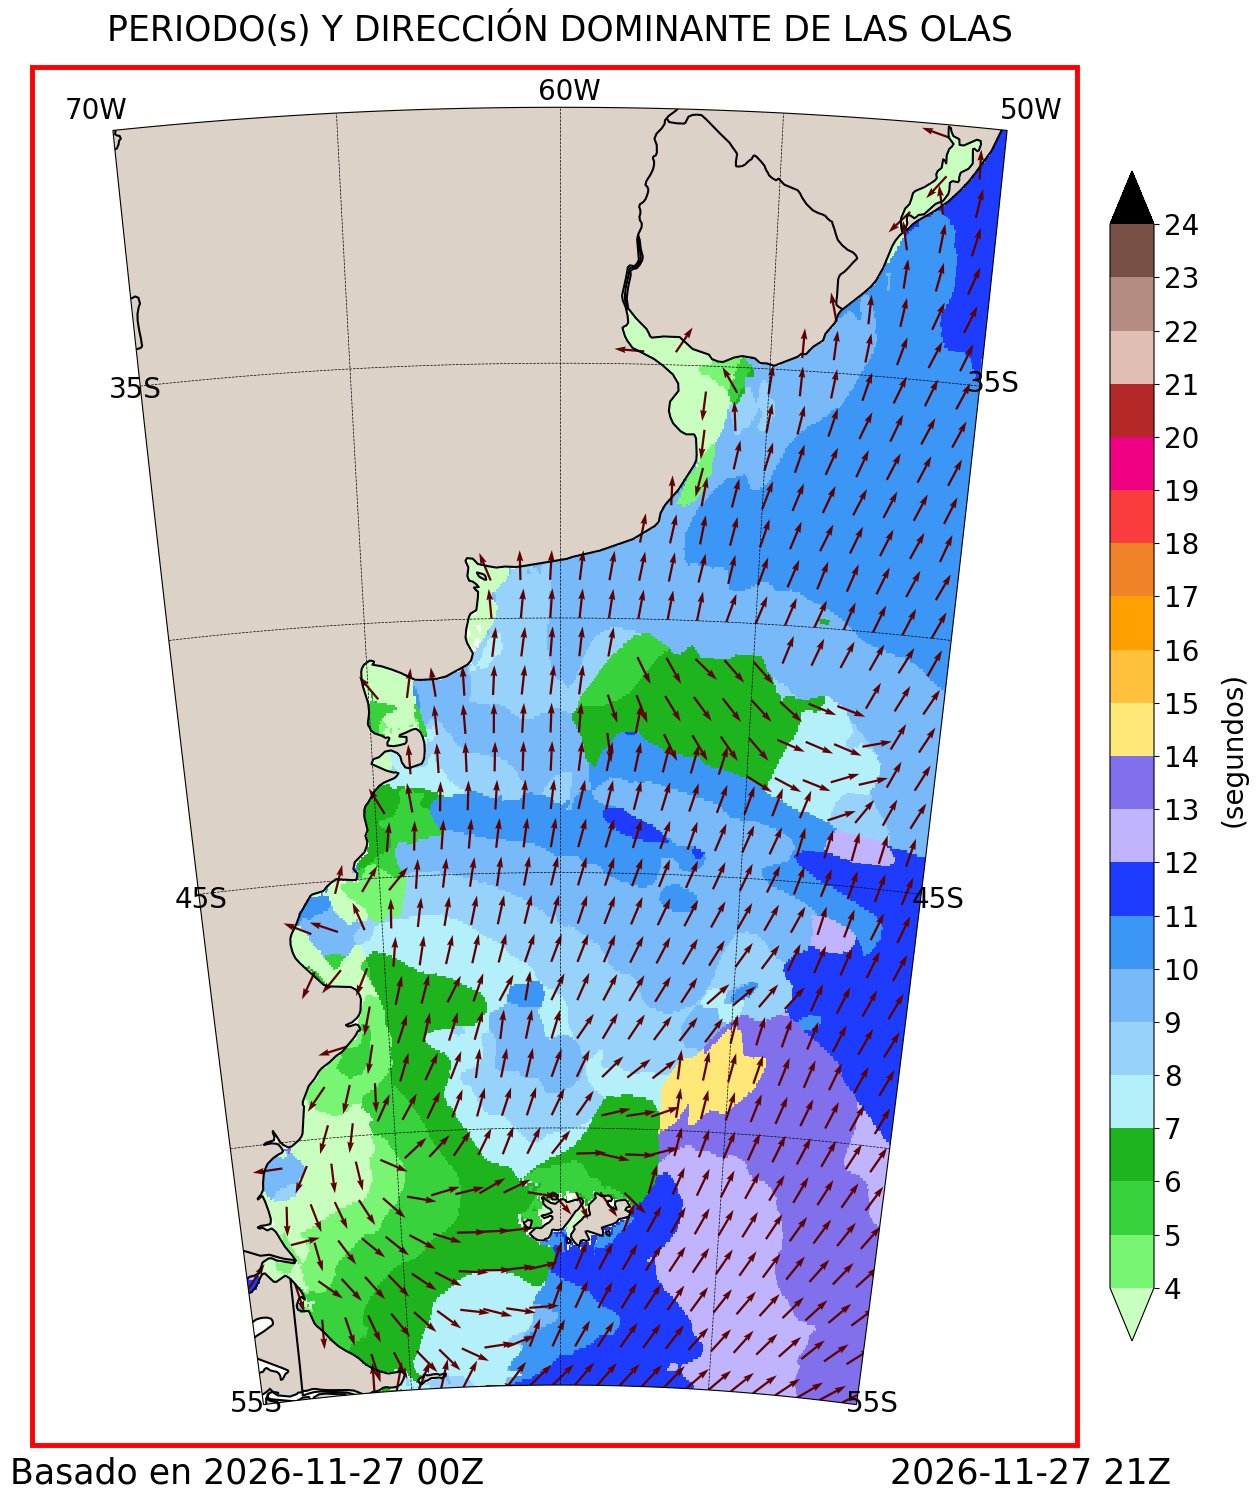 PERIODO(s) Y DIRECCIÓN DOMINANTE DE LAS OLAS
70W
60W
50W
35S
35S
45S
45S
55S
55S
24
23
22
21
20
19
18
17
16
15
14
13
12
11
10
9
8
7
6
5
4
(segundos)
Basado en 2026-11-27 00Z
2026-11-27 21Z